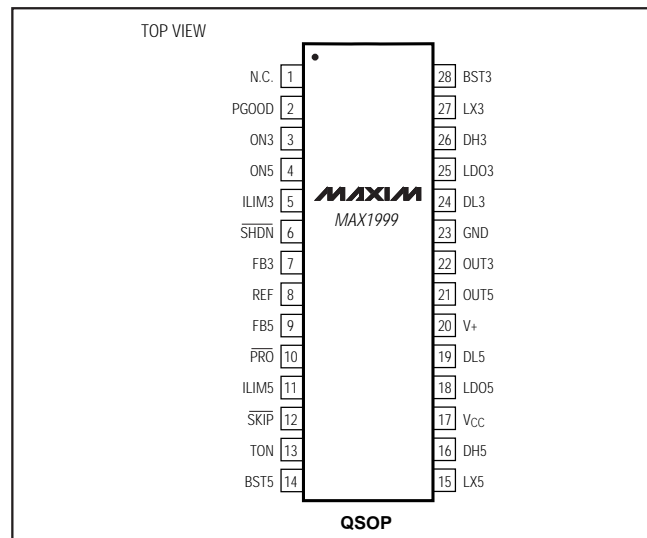 TOP VIEW
N.C. 1 28 BST3
PGOOD 2 27 LX3
ON3 3 26 DH3
ON5 4 25 LDO3
ILIM3 5 MAXIM 24 DL3
SHDN 6 MAX1999 23 GND
FB3 7 22 OUT3
REF 8 21 OUT5
FB5 9 20 V+
PRO 10 19 DL5
ILIM5 11 18 LDO5
SKIP 12 17 VCC
TON 13 16 DH5
BST5 14 15 LX5
QSOP